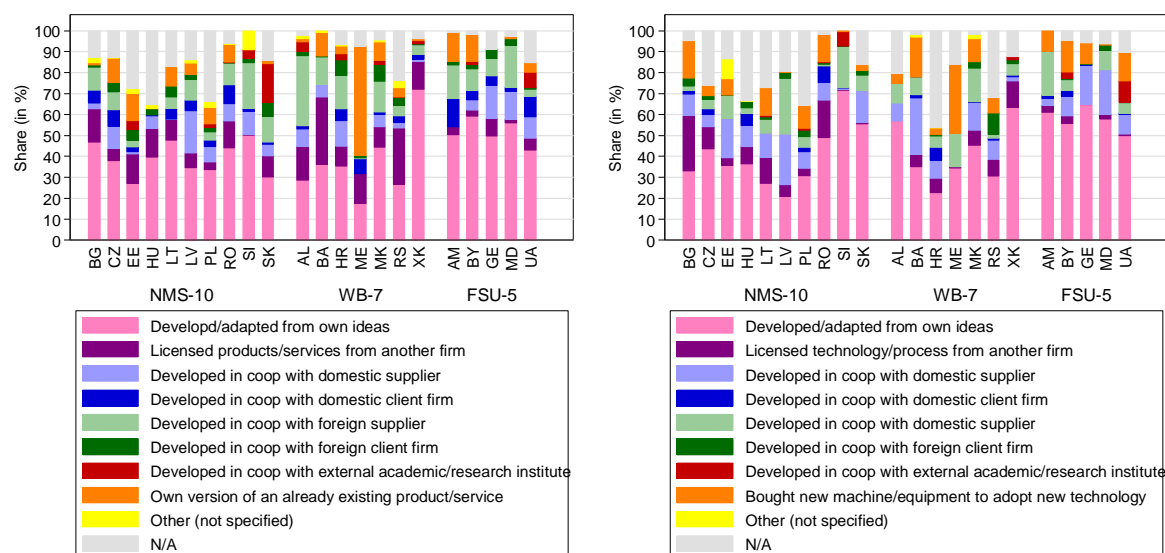 Share (in %)
100
90
80
70
60
50
40
30
20
10
0
BG
CZ
EE
HU
LT
LV
PL
RO
SI
SK
AL
BA
HR
ME
MK
RS
XK
AM
BY
GE
MD
UA
NMS-10 WB-7 FSU-5
Developd/adapted from own ideas
Licensed products/services from another firm
Developed in coop with domestic supplier
Developed in coop with domestic client firm
Developed in coop with foreign supplier
Developed in coop with foreign client firm
Developed in coop with external academic/research institute
Own version of an already existing product/service
Other (not specified)
N/A
Share (in %)
100
90
80
70
60
50
40
30
20
10
0
BG
CZ
EE
HU
LT
LV
PL
RO
SI
SK
AL
BA
HR
ME
MK
RS
XK
AM
BY
GE
MD
UA
NMS-10 WB-7 FSU-5
Developed/adapted from own ideas
Licensed technology/process from another firm
Developed in coop with domestic supplier
Developed in coop with domestic client firm
Developed in coop with domestic supplier
Developed in coop with foreign client firm
Developed in coop with external academic/research institute
Bought new machine/equipment to adopt new technology
Other (not specified)
N/A